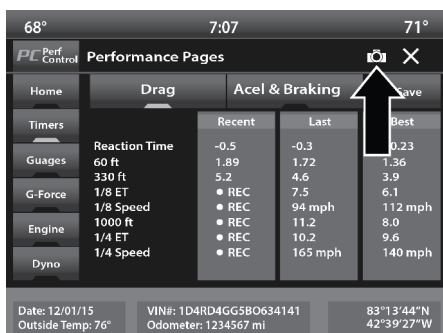 68° 7:07 71°
PC Perf Control Performance Pages
Home Drag Acel & Braking ave
Timers Recent Last Best
Reaction Time -0.5 -0.3 0.23
60 ft 1.89 1.72 1.36
330 ft 5.2 4.6 3.9
1/8 ET REC 7.5 6.1
1/8 Speed REC 94 mph 112 mph
1000 ft REC 11.2 8.0
1/4 ET REC 10.2 9.6
1/4 Speed REC 165 mph 140 mph
Guages
G-Force
Engine
Dyno
Date: 12/01/15 VIN#: 1D4RD4GG5BO634141 83°13'44"N
Outside Temp: 76° Odometer: 1234567 mi 42°39'27"W